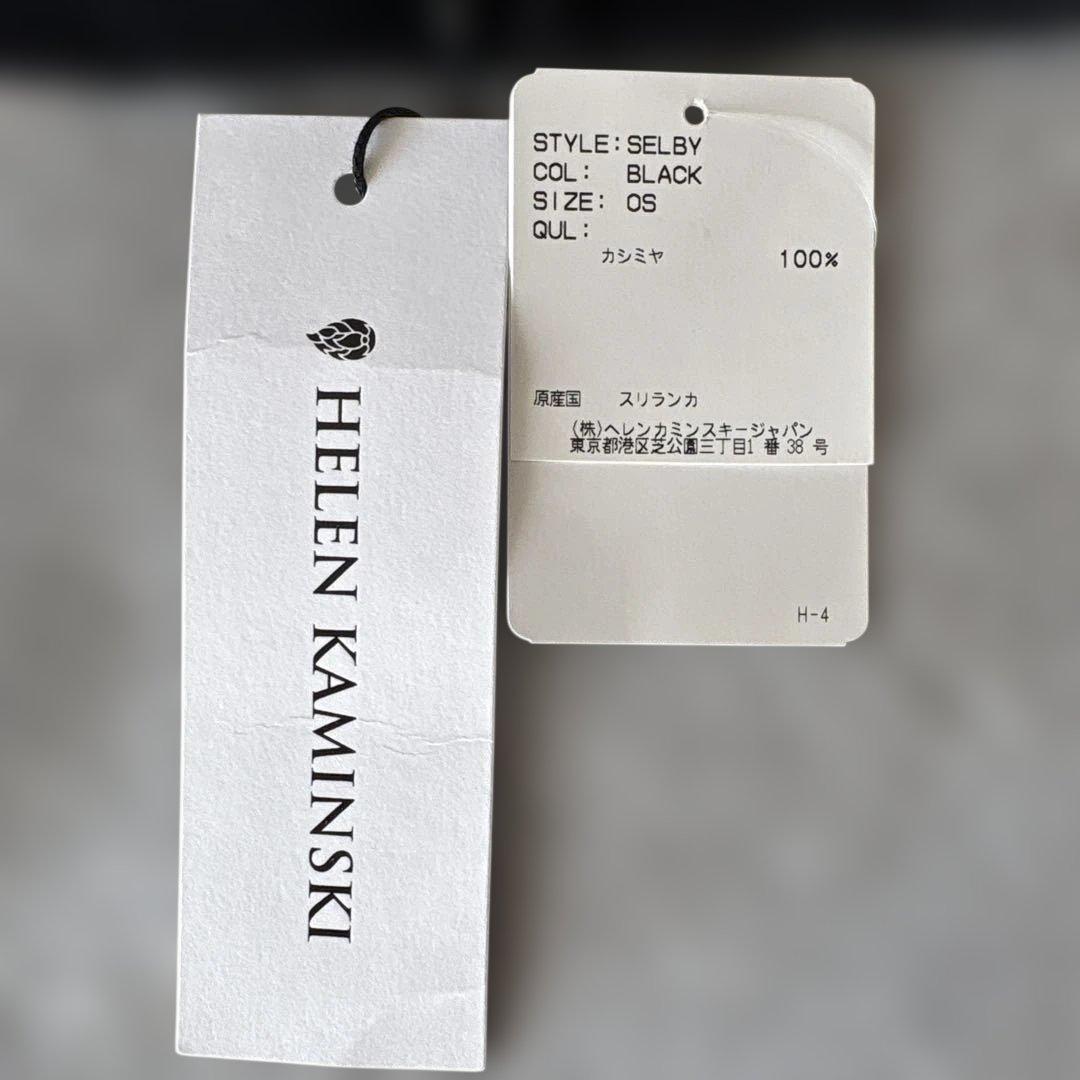 HELEN KAMINSKI
STYLE: SELBY
COL: BLACK
SIZE: OS
QUL:
カシミヤ 100%
原産国 スリランカ
(株)ヘレンカミンスキージャパン
東京都港区芝公園三丁目1 番 38 号
H-4